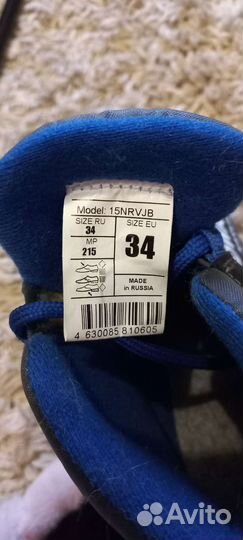 Model: 15NRVJB
SIZE RU
34
MP
215
SIZE EU
34
MADE
in RUSSIA
4 630085 810605
Avito